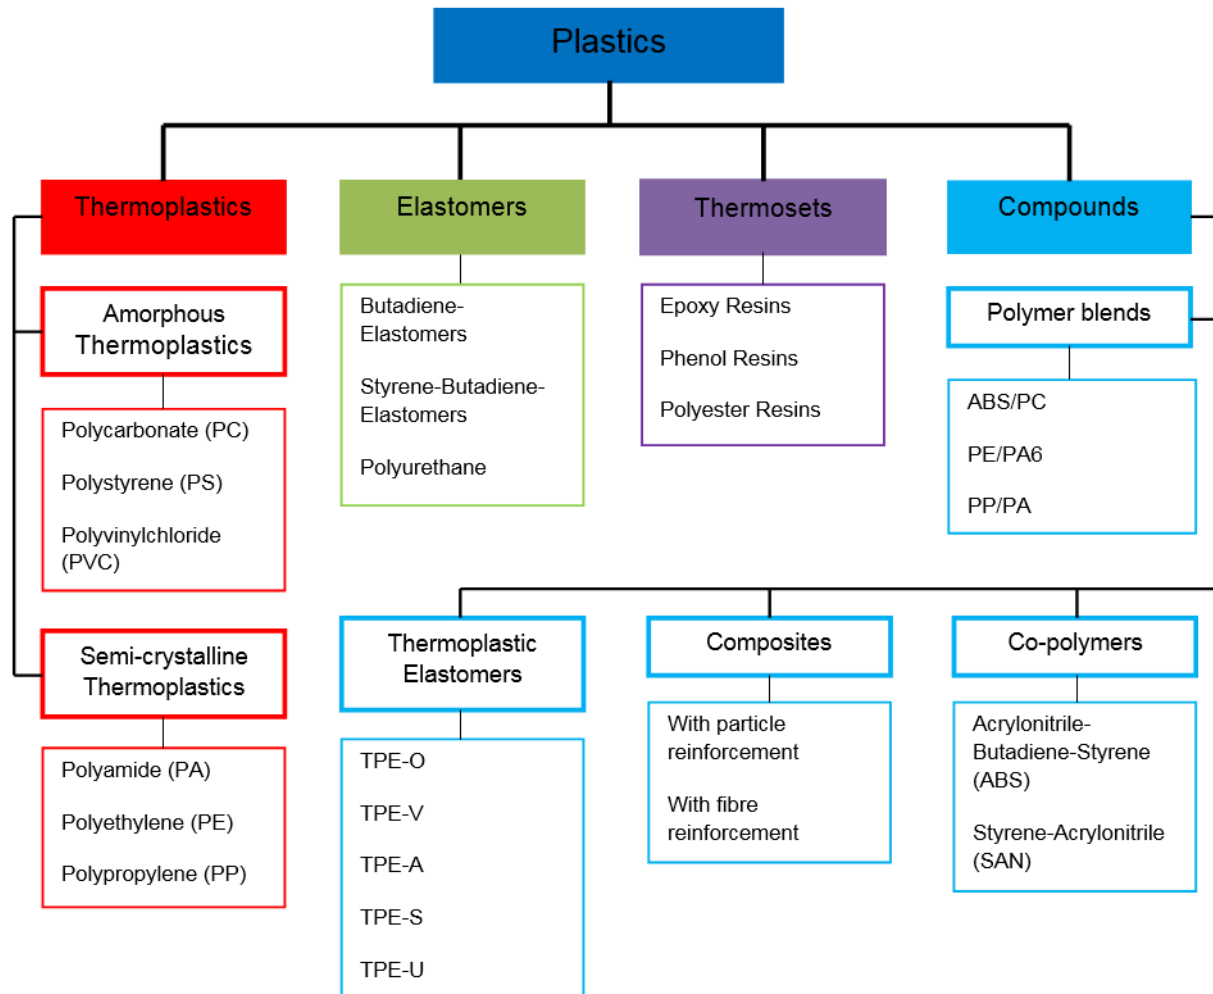 Plastics
Thermoplastics
Elastomers
Thermosets
Compounds
Amorphous
Thermoplastics
Polycarbonate (PC)
Polystyrene (PS)
Polyvinylchloride
(PVC)
Semi-crystalline
Thermoplastics
Polyamide (PA)
Polyethylene (PE)
Polypropylene (PP)
Butadiene-
Elastomers
Styrene-Butadiene-
Elastomers
Polyurethane
Epoxy Resins
Phenol Resins
Polyester Resins
Polymer blends
ABS/PC
PE/PA6
PP/PA
Thermoplastic
Elastomers
TPE-O
TPE-V
TPE-A
TPE-S
TPE-U
Composites
With particle
reinforcement
With fibre
reinforcement
Co-polymers
Acrylonitrile-
Butadiene-Styrene
(ABS)
Styrene-Acrylonitrile
(SAN)